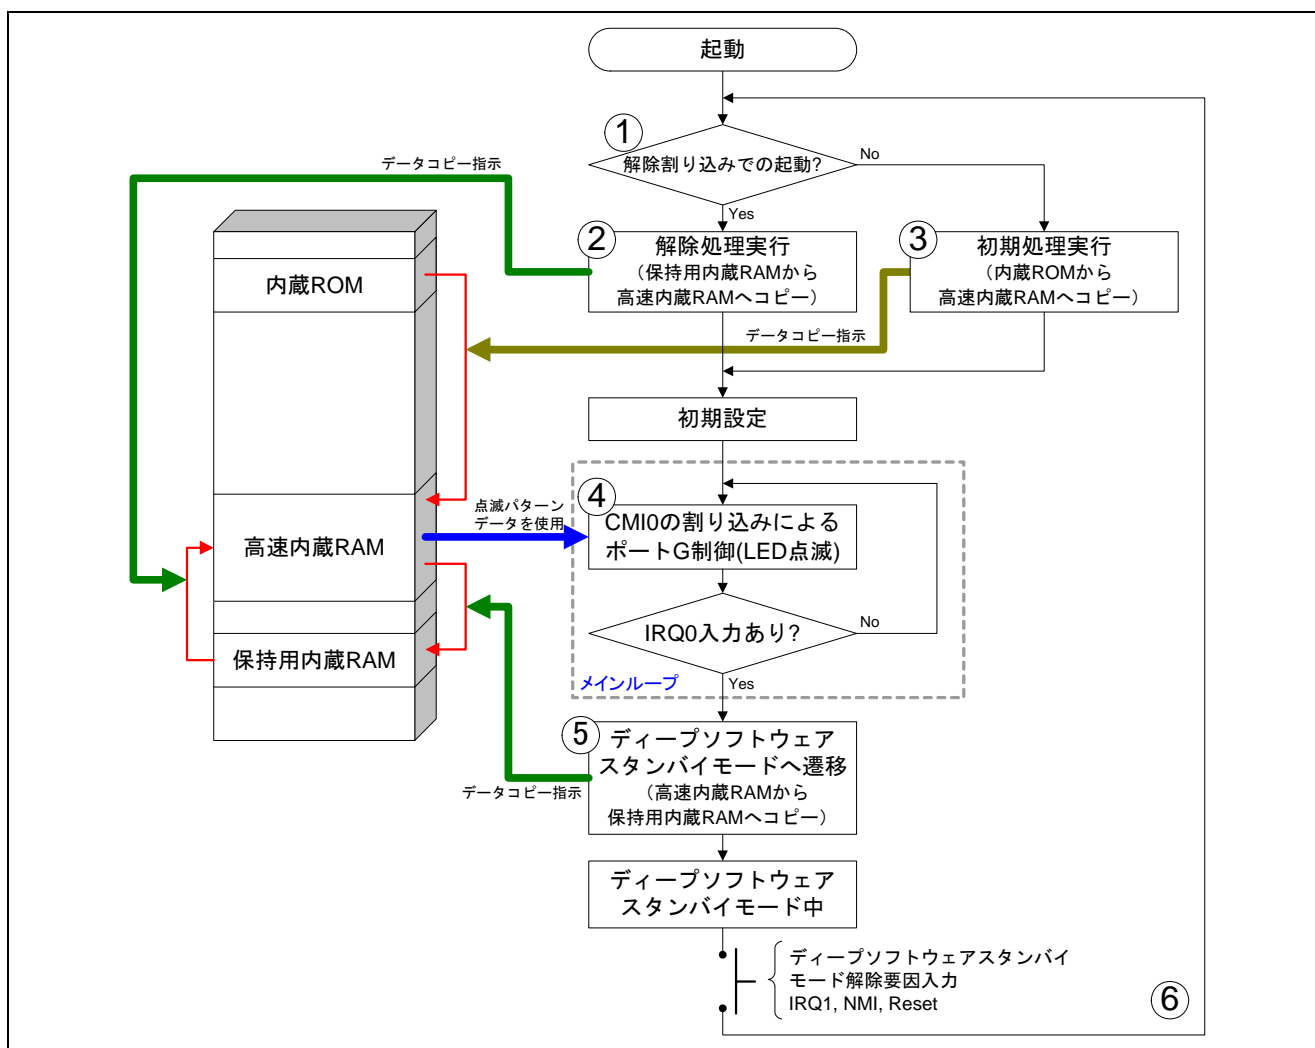 起動
①
解除割り込みでの起動?
No
Yes
データコピー指示
②
解除処理実行
（保持用内蔵RAMから
高速内蔵RAMへコピー）
③
初期処理実行
（内蔵ROMから
高速内蔵RAMへコピー）
内蔵ROM
データコピー指示
初期設定
点滅パターン
データを使用
④
CMI0の割り込みによる
ポートG制御(LED点滅)
高速内蔵RAM
IRQ0入力あり?
No
保持用内蔵RAM
メインループ
Yes
⑤
ディープソフトウェア
スタンバイモードへ遷移
（高速内蔵RAMから
保持用内蔵RAMへコピー）
データコピー指示
ディープソフトウェア
スタンバイモード中
ディープソフトウェアスタンバイ
モード解除要因入力
IRQ1, NMI, Reset
⑥